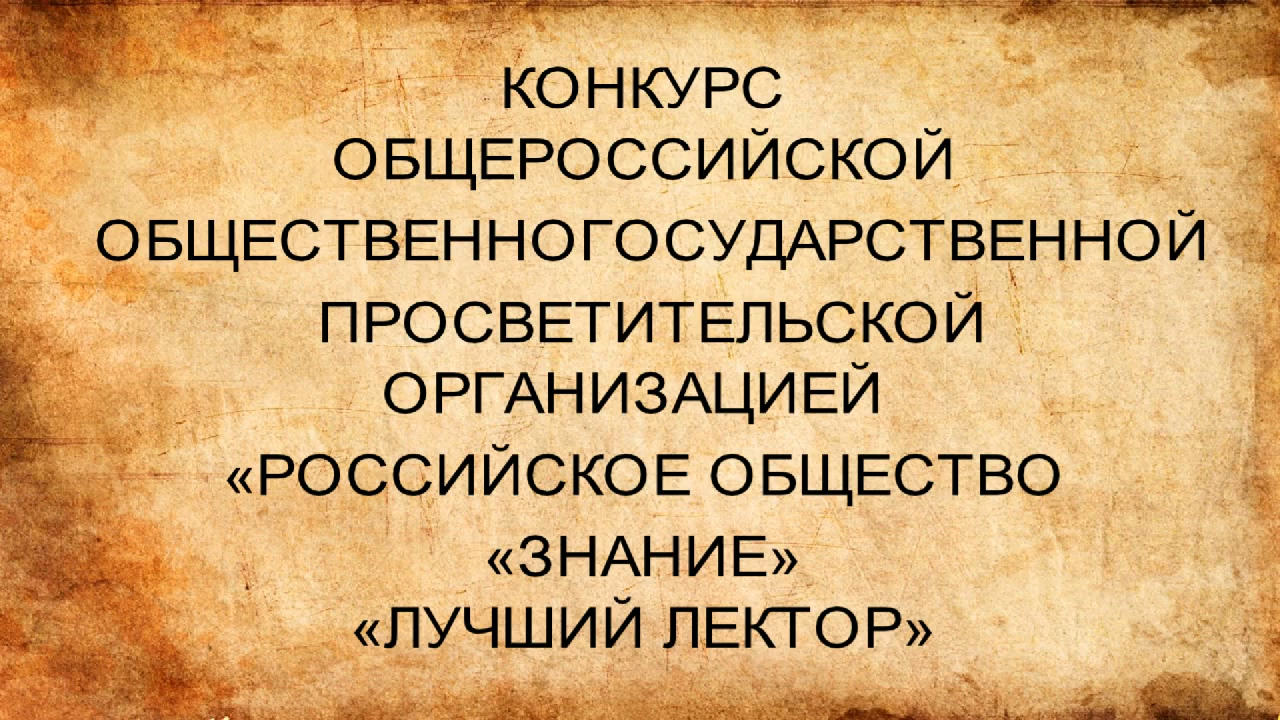 КОНКУРС
ОБЩЕРОССИЙСКОЙ
ОБЩЕСТВЕННОГОСУДАРСТВЕННОЙ
ПРОСВЕТИТЕЛЬСКОЙ
ОРГАНИЗАЦИЕЙ
«РОССИЙСКОЕ ОБЩЕСТВО
«ЗНАНИЕ»
«ЛУЧШИЙ ЛЕКТОР»